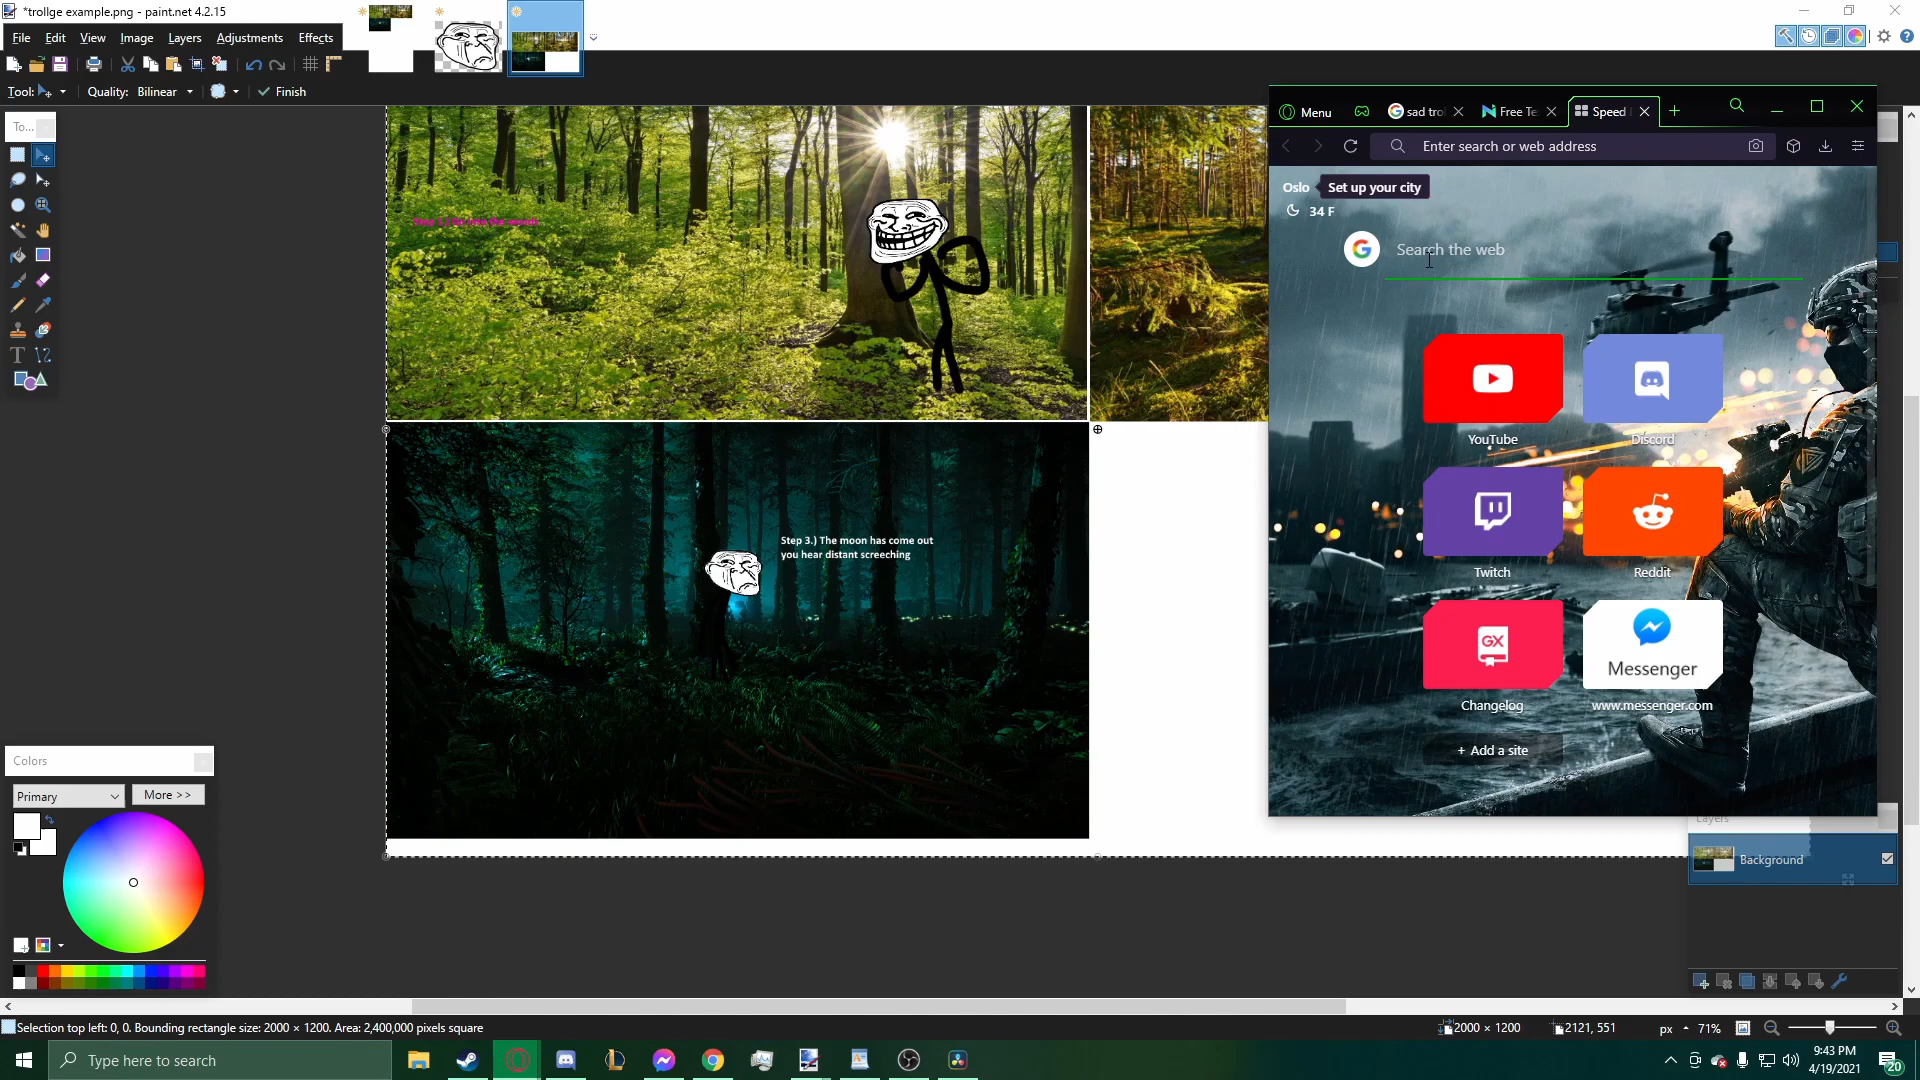 *trollge example.png - paint.net 4.2.15
File Edit View Image Layers Adjustments Effects
Tool: Quality: Bilinear Finish
To...
Menu sad tro Free Te Speed
Enter search or web address
Oslo Set up your city
34 F
Search the web
YouTube Discord
Twitch Reddit
GX Messenger
Changelog www.messenger.com
+ Add a site
Step 3.) The moon has come out
you hear distant screeching
Colors
Primary More >>
Layers
Background
Selection top left: 0, 0. Bounding rectangle size: 2000 × 1200. Area: 2,400,000 pixels square
2000 × 1200 2121, 551 px 71%
Type here to search
9:43 PM
4/19/2021
20